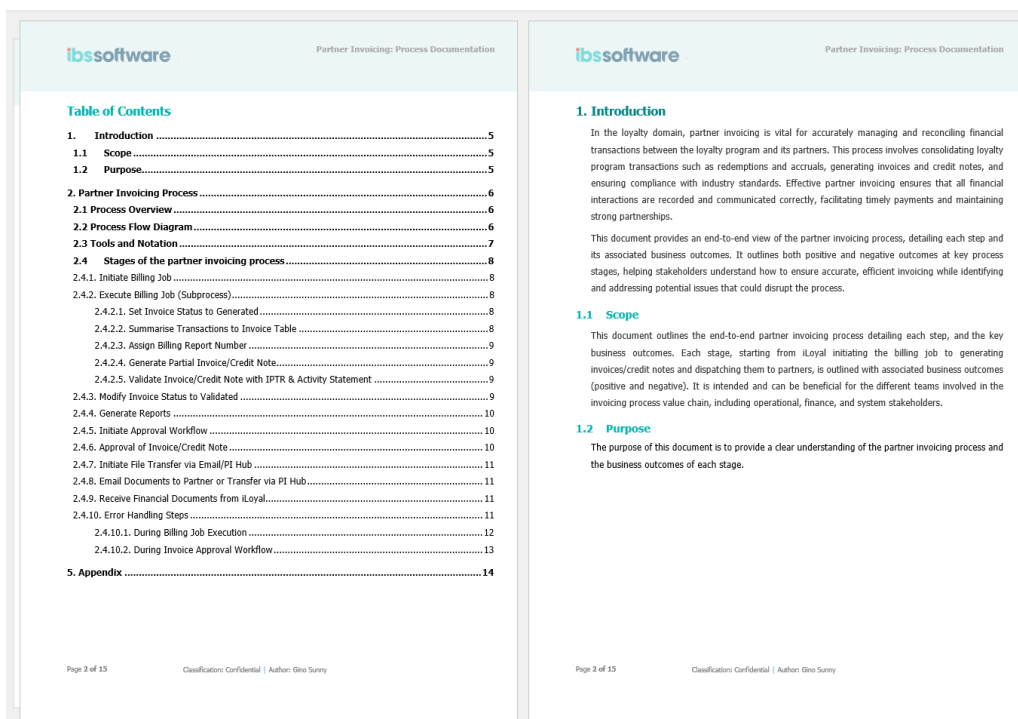 ibssoftware
Partner Invoicing: Process Documentation
Table of Contents
1. Introduction ........ 5
1.1 Scope ........ 5
1.2 Purpose ........ 5
2. Partner Invoicing Process ........ 6
2.1 Process Overview ........ 6
2.2 Process Flow Diagram ........ 6
2.3 Tools and Notation ........ 7
2.4 Stages of the partner invoicing process ........ 8
2.4.1. Initiate Billing Job ........ 8
2.4.2. Execute Billing Job (Subprocess) ........ 8
2.4.2.1. Set Invoice Status to Generated ........ 8
2.4.2.2. Summarise Transactions to Invoice Table ........ 8
2.4.2.3. Assign Billing Report Number ........ 9
2.4.2.4. Generate Partial Invoice/Credit Note ........ 9
2.4.2.5. Validate Invoice/Credit Note with IPTR & Activity Statement ........ 9
2.4.3. Modify Invoice Status to Validated ........ 9
2.4.4. Generate Reports ........ 10
2.4.5. Initiate Approval Workflow ........ 10
2.4.6. Approval of Invoice/Credit Note ........ 10
2.4.7. Initiate File Transfer via Email/PI Hub ........ 11
2.4.8. Email Documents to Partner or Transfer via PI Hub ........ 11
2.4.9. Receive Financial Documents from iLoyal ........ 11
2.4.10. Error Handling Steps ........ 11
2.4.10.1. During Billing Job Execution ........ 12
2.4.10.2. During Invoice Approval Workflow ........ 13
5. Appendix ........ 14
Page 2 of 15
Classification: Confidential | Author: Gino Sunny
ibssoftware
Partner Invoicing: Process Documentation
1. Introduction
In the loyalty domain, partner invoicing is vital for accurately managing and reconciling financial
transactions between the loyalty program and its partners. This process involves consolidating loyalty
program transactions such as redemptions and accruals, generating invoices and credit notes, and
ensuring compliance with industry standards. Effective partner invoicing ensures that all financial
interactions are recorded and communicated correctly, facilitating timely payments and maintaining
strong partnerships.
This document provides an end-to-end view of the partner invoicing process, detailing each step and
its associated business outcomes. It outlines both positive and negative outcomes at key process
stages, helping stakeholders understand how to ensure accurate, efficient invoicing while identifying
and addressing potential issues that could disrupt the process.
1.1 Scope
This document outlines the end-to-end partner invoicing process detailing each step, and the key
business outcomes. Each stage, starting from iLoyal initiating the billing job to generating
invoices/credit notes and dispatching them to partners, is outlined with associated business outcomes
(positive and negative). It is intended and can be beneficial for the different teams involved in the
invoicing process value chain, including operational, finance, and system stakeholders.
1.2 Purpose
The purpose of this document is to provide a clear understanding of the partner invoicing process and
the business outcomes of each stage.
Page 2 of 15
Classification: Confidential | Author: Gino Sunny